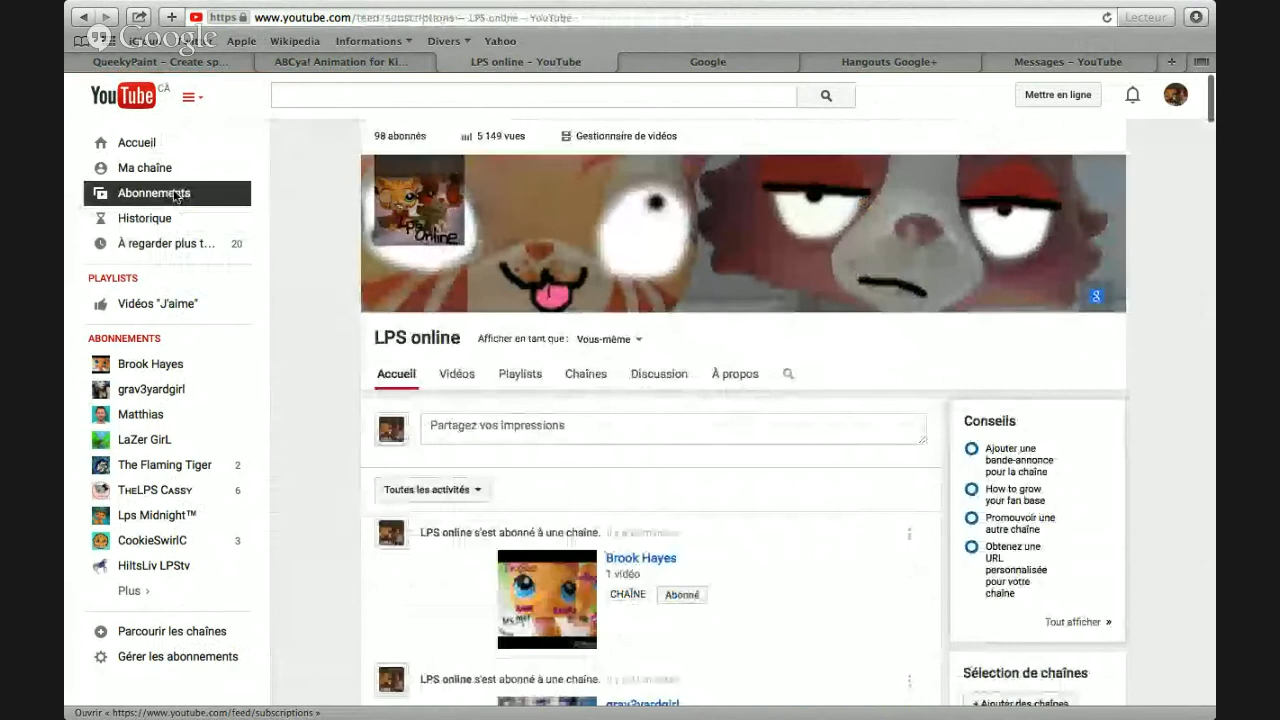 https www.youtube.com/feed/subscriptions — LPS online — YouTube
Lecteur
Google
Apple Wikipedia Informations Divers Yahoo
QueekyPaint – Create sp...
ABCya! Animation for Ki...
LPS online – YouTube
Google
Hangouts Google+
Messages – YouTube
YouTube CA
Mettre en ligne
Accueil
Ma chaîne
Abonnements
Historique
À regarder plus t... 20
PLAYLISTS
Vidéos "J'aime"
ABONNEMENTS
Brook Hayes
grav3yardgirl
Matthias
LaZer GirL
The Flaming Tiger 2
TheLPS Cassy 6
Lps Midnight™
CookieSwirlC 3
HiltsLiv LPStv
Plus ›
Parcourir les chaînes
Gérer les abonnements
98 abonnés 5 149 vues Gestionnaire de vidéos
Lps online
LPS online Afficher en tant que : Vous-même
Accueil Vidéos Playlists Chaînes Discussion À propos
Partagez vos impressions
Toutes les activités
LPS online s'est abonné à une chaîne.
Brook Hayes
1 vidéo
CHAÎNE Abonné
LPS online s'est abonné à une chaîne.
grav3yardgirl
Conseils
Ajouter une
bande-annonce
pour la chaîne
How to grow
your fan base
Promouvoir une
autre chaîne
Obtenez une
URL
personnalisée
pour votre
chaîne
Tout afficher »
Sélection de chaînes
+ Ajouter des chaînes
Ouvrir « https://www.youtube.com/feed/subscriptions »